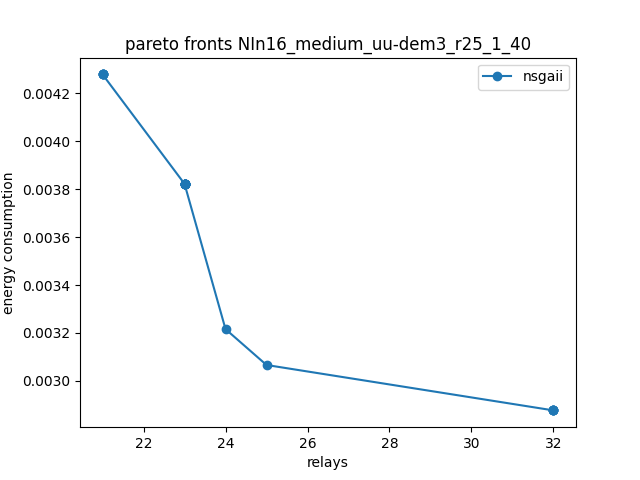 pareto fronts NIn16_medium_uu-dem3_r25_1_40
nsgaii
0.0042
0.0040
0.0038
0.0036
0.0034
0.0032
0.0030
energy consumption
22 24 26 28 30 32
relays